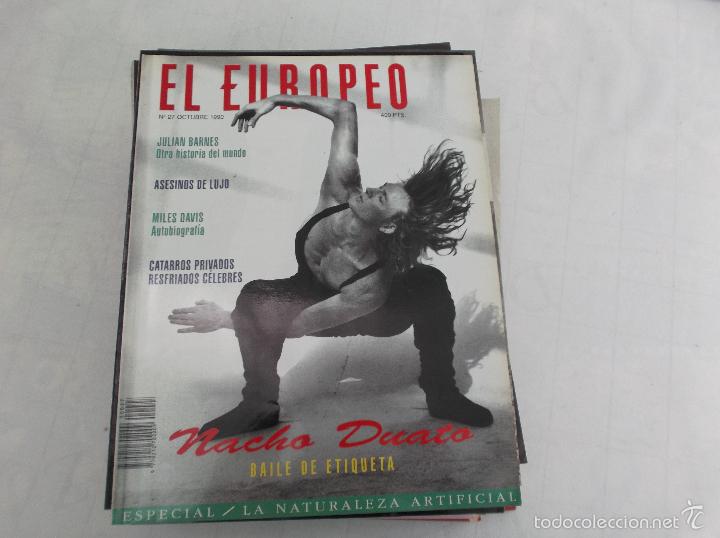 EL EUROPEO
Nº 27 OCTUBRE 1990
400 PTS.
JULIAN BARNES
Otra historia del mundo
ASESINOS DE LUJO
MILES DAVIS
Autobiografía
CATARROS PRIVADOS
RESFRIADOS CÉLEBRES
Nacho Duato
BAILE DE ETIQUETA
ESPECIAL / LA NATURALEZA ARTIFICIAL
todocoleccion.net